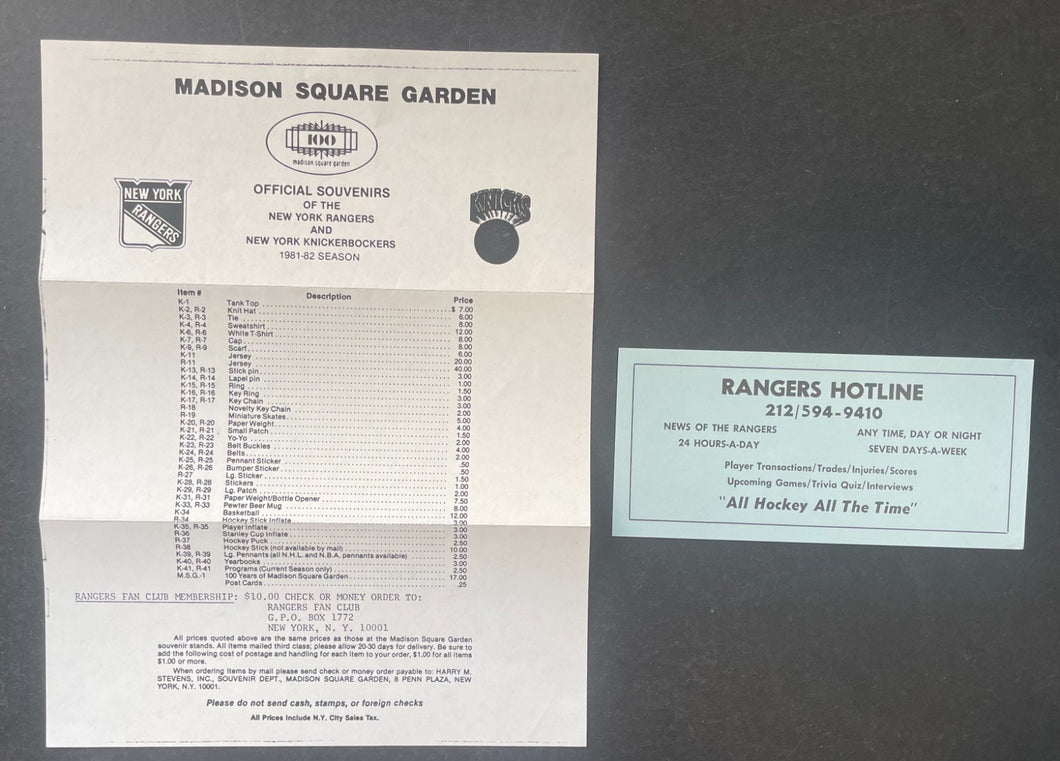 MADISON SQUARE GARDEN
100
madison square garden
NEW YORK
RANGERS
OFFICIAL SOUVENIRS
OF THE
NEW YORK RANGERS
AND
NEW YORK KNICKERBOCKERS
1981-82 SEASON
KNICKS
Item # Description Price
K-1 Tank Top $ 7.00
K-2, R-2 Knit Hat 6.00
K-3, R-3 Tie 8.00
K-4, R-4 Sweatshirt 12.00
K-6, R-6 White T-Shirt 8.00
K-7, R-7 Cap 8.00
K-9, R-9 Scarf 6.00
K-11 Jersey 20.00
R-11 Jersey 40.00
K-13, R-13 Stick pin 3.00
K-14, R-14 Lapel pin 1.00
K-15, R-15 Ring 1.50
K-16, R-16 Key Ring 3.00
K-17, R-17 Key Chain 3.00
R-18 Novelty Key Chain 2.00
R-19 Miniature Skates 5.00
K-20, R-20 Paper Weight 4.00
K-21, R-21 Small Patch 1.50
K-22, R-22 Yo-Yo 2.00
K-23, R-23 Belt Buckles 4.00
K-24, R-24 Belts 2.00
K-25, R-25 Pennant Sticker .50
K-26, R-26 Bumper Sticker .50
R-27 Lg. Sticker 1.50
K-28, R-28 Stickers 1.00
K-29, R-29 Lg. Patch 2.00
K-31, R-31 Paper Weight/Bottle Opener 7.50
K-33, R-33 Pewter Beer Mug 8.00
K-34 Basketball 12.00
R-34 Hockey Stick Inflate 3.00
K-35, R-35 Player Inflate 3.00
R-36 Stanley Cup Inflate 3.00
R-37 Hockey Puck 2.50
R-38 Hockey Stick (not available by mail) 10.00
K-39, R-39 Lg. Pennants (all N.H.L. and N.B.A. pennants available) 2.50
K-40, R-40 Yearbooks 3.00
K-41, R-41 Programs (Current Season only) 2.50
M.S.G.-1 100 Years of Madison Square Garden 17.00
Post Cards .25
RANGERS FAN CLUB MEMBERSHIP: $10.00 CHECK OR MONEY ORDER TO:
RANGERS FAN CLUB
G.P.O. BOX 1772
NEW YORK, N. Y. 10001
All prices quoted above are the same prices as those at the Madison Square Garden
souvenir stands. All items mailed third class; please allow 20-30 days for delivery. Be sure to
add the following cost of postage and handling for each item to your order, $1.00 for all items
$1.00 or more.
When ordering items by mail please send check or money order payable to: HARRY M.
STEVENS, INC., SOUVENIR DEPT., MADISON SQUARE GARDEN, 8 PENN PLAZA, NEW
YORK, N.Y. 10001.
Please do not send cash, stamps, or foreign checks
All Prices Include N.Y. City Sales Tax.
RANGERS HOTLINE
212/594-9410
NEWS OF THE RANGERS
24 HOURS-A-DAY
ANY TIME, DAY OR NIGHT
SEVEN DAYS-A-WEEK
Player Transactions/Trades/Injuries/Scores
Upcoming Games/Trivia Quiz/Interviews
"All Hockey All The Time"